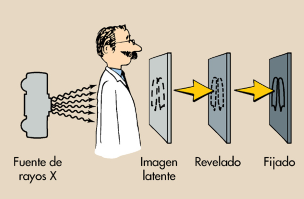 Fuente de
rayos X
Imagen
latente
Revelado
Fijado